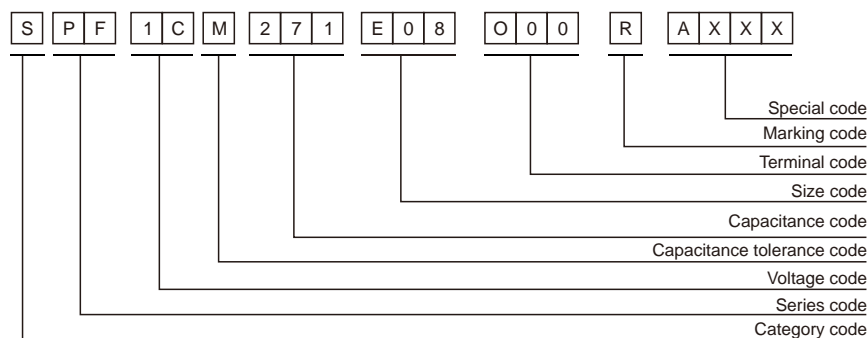 S P F 1 C M 2 7 1 E 0 8 O 0 0 R A X X X
Special code
Marking code
Terminal code
Size code
Capacitance code
Capacitance tolerance code
Voltage code
Series code
Category code